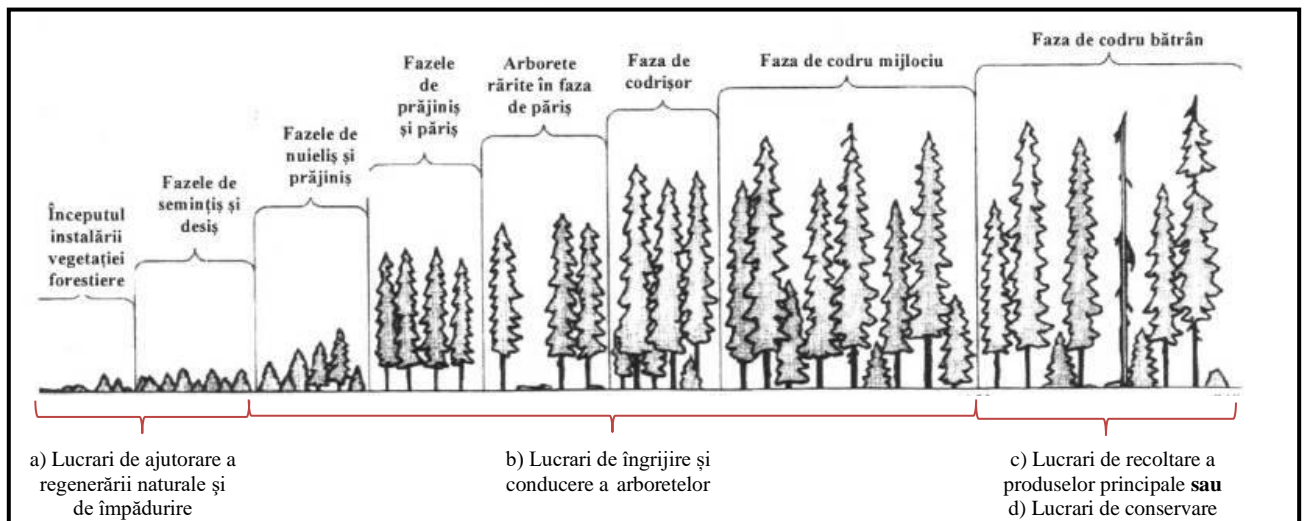 Începutul
instalării
vegetației
forestiere
Fazele de
semințiș și
desiș
Fazele de
nuieliș și
prăjiniș
Fazele
de
prăjiniș
și păriș
Arborete
rărite în faza
de păriș
Faza de
codrișor
Faza de codru mijlociu
Faza de codru bătrân
a) Lucrari de ajutorare a
regenerării naturale și
de împădurire
b) Lucrari de îngrijire și
conducere a arboretelor
c) Lucrari de recoltare a
produselor principale sau
d) Lucrari de conservare